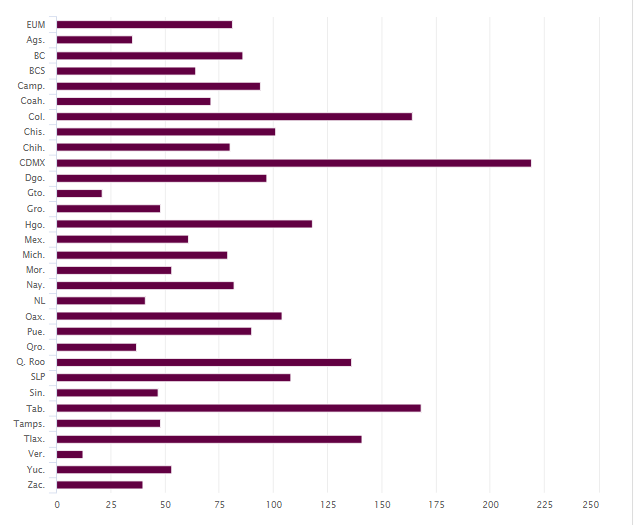 EUM
Ags.
BC
BCS
Camp.
Coah.
Col.
Chis.
Chih.
CDMX
Dgo.
Gto.
Gro.
Hgo.
Mex.
Mich.
Mor.
Nay.
NL
Oax.
Pue.
Qro.
Q. Roo
SLP
Sin.
Tab.
Tamps.
Tlax.
Ver.
Yuc.
Zac.
0 25 50 75 100 125 150 175 200 225 250